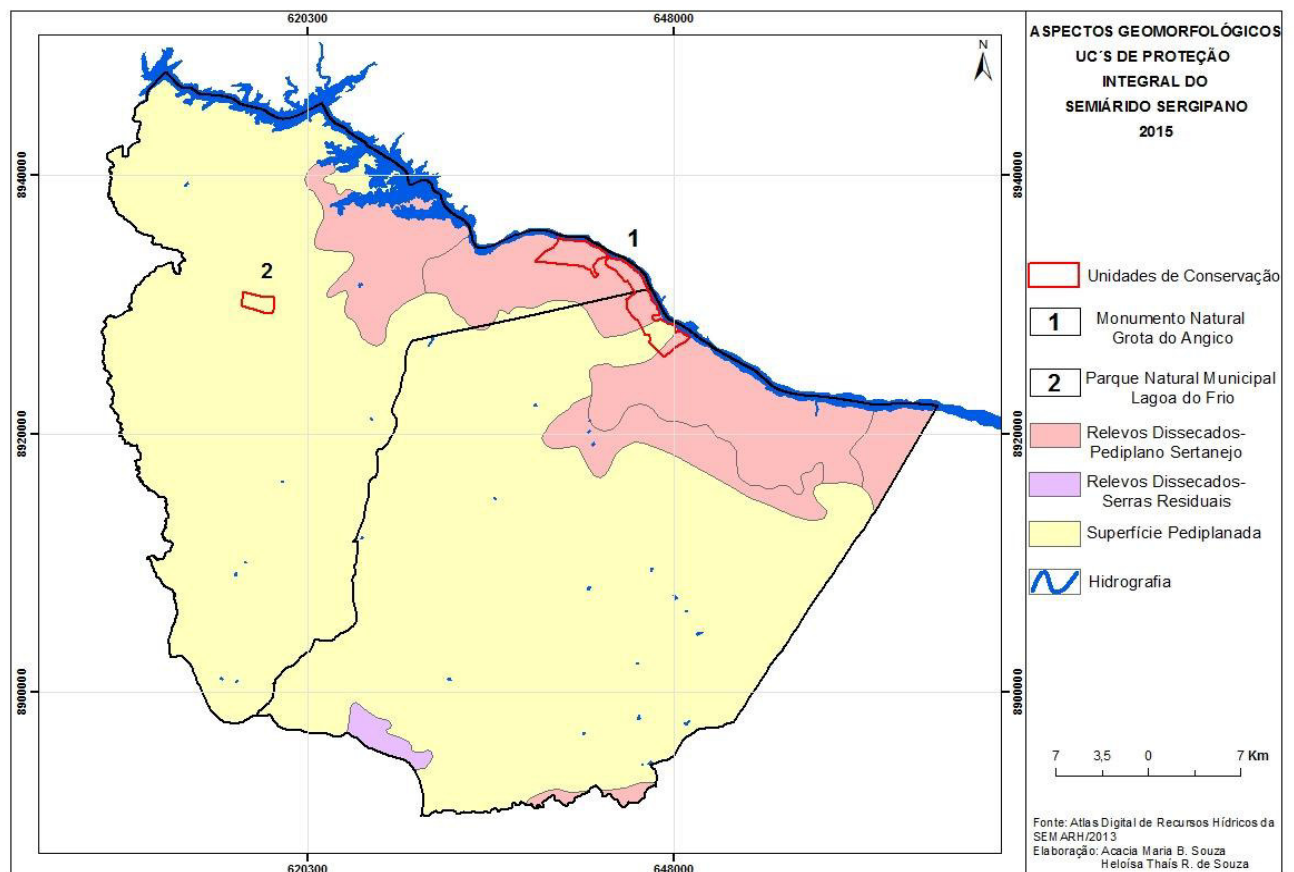 620300
648000
8940000
8940000
8920000
8920000
8900000
8900000
620300
648000
N
1
2
ASPECTOS GEOMORFOLÓGICOS
UC´S DE PROTEÇÃO
INTEGRAL DO
SEMIÁRIDO SERGIPANO
2015
Unidades de Conservação
1 Monumento Natural
Grota do Angico
2 Parque Natural Municipal
Lagoa do Frio
Relevos Dissecados-
Pediplano Sertanejo
Relevos Dissecados-
Serras Residuais
Superfície Pediplanada
Hidrografia
7 3,5 0 7 Km
Fonte: Atlas Digital de Recursos Hídricos da
SEMARH/2013
Elaboração: Acacia Maria B. Souza
Heloísa Thaís R. de Souza